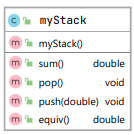 C myStack
m myStack()
m sum() double
m pop() void
m push(double) void
m equiv() double